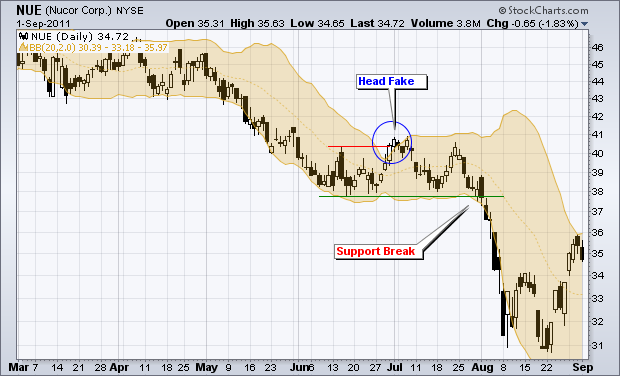 NUE (Nucor Corp.) NYSE © StockCharts.com
1-Sep-2011 Open 35.31 High 35.63 Low 34.65 Last 34.72 Volume 3.8M Chg -0.65 (-1.83%)
NUE (Daily) 34.72
BB(20,2.0) 30.39 - 33.18 - 35.97
Head Fake
Support Break
46
45
44
43
42
41
40
39
38
37
36
35
34
33
32
31
Mar 7 14 21 28 Apr 11 18 25 May 9 16 23 Jun 6 13 20 27 Jul 11 18 25 Aug 8 15 22 Sep